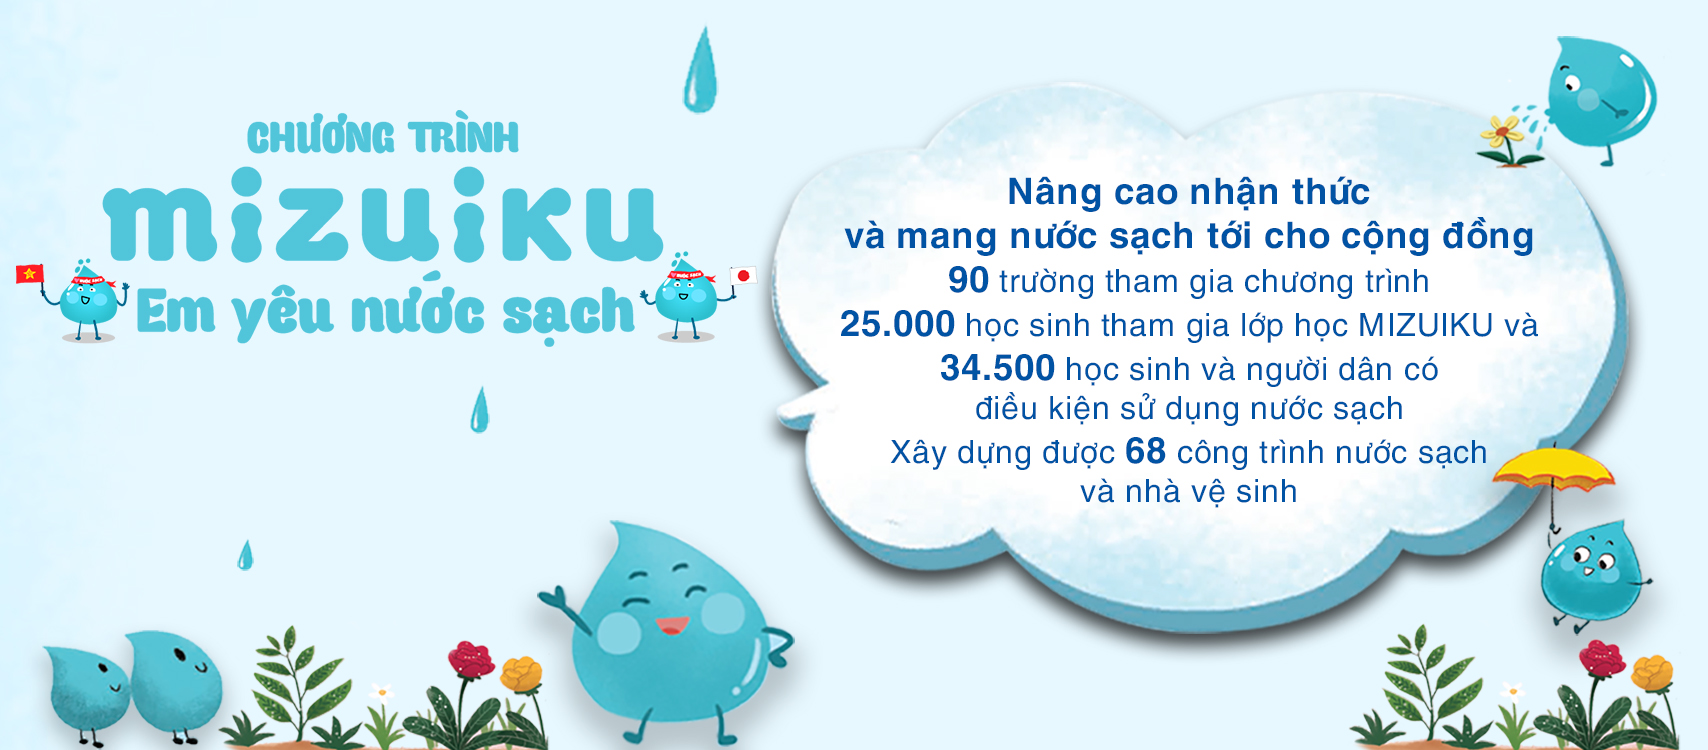 CHƯƠNG TRÌNH
mizuiku
Em yêu nước sạch
Nâng cao nhận thức
và mang nước sạch tới cho cộng đồng
90 trường tham gia chương trình
25.000 học sinh tham gia lớp học MIZUIKU và
34.500 học sinh và người dân có
điều kiện sử dụng nước sạch
Xây dựng được 68 công trình nước sạch
và nhà vệ sinh